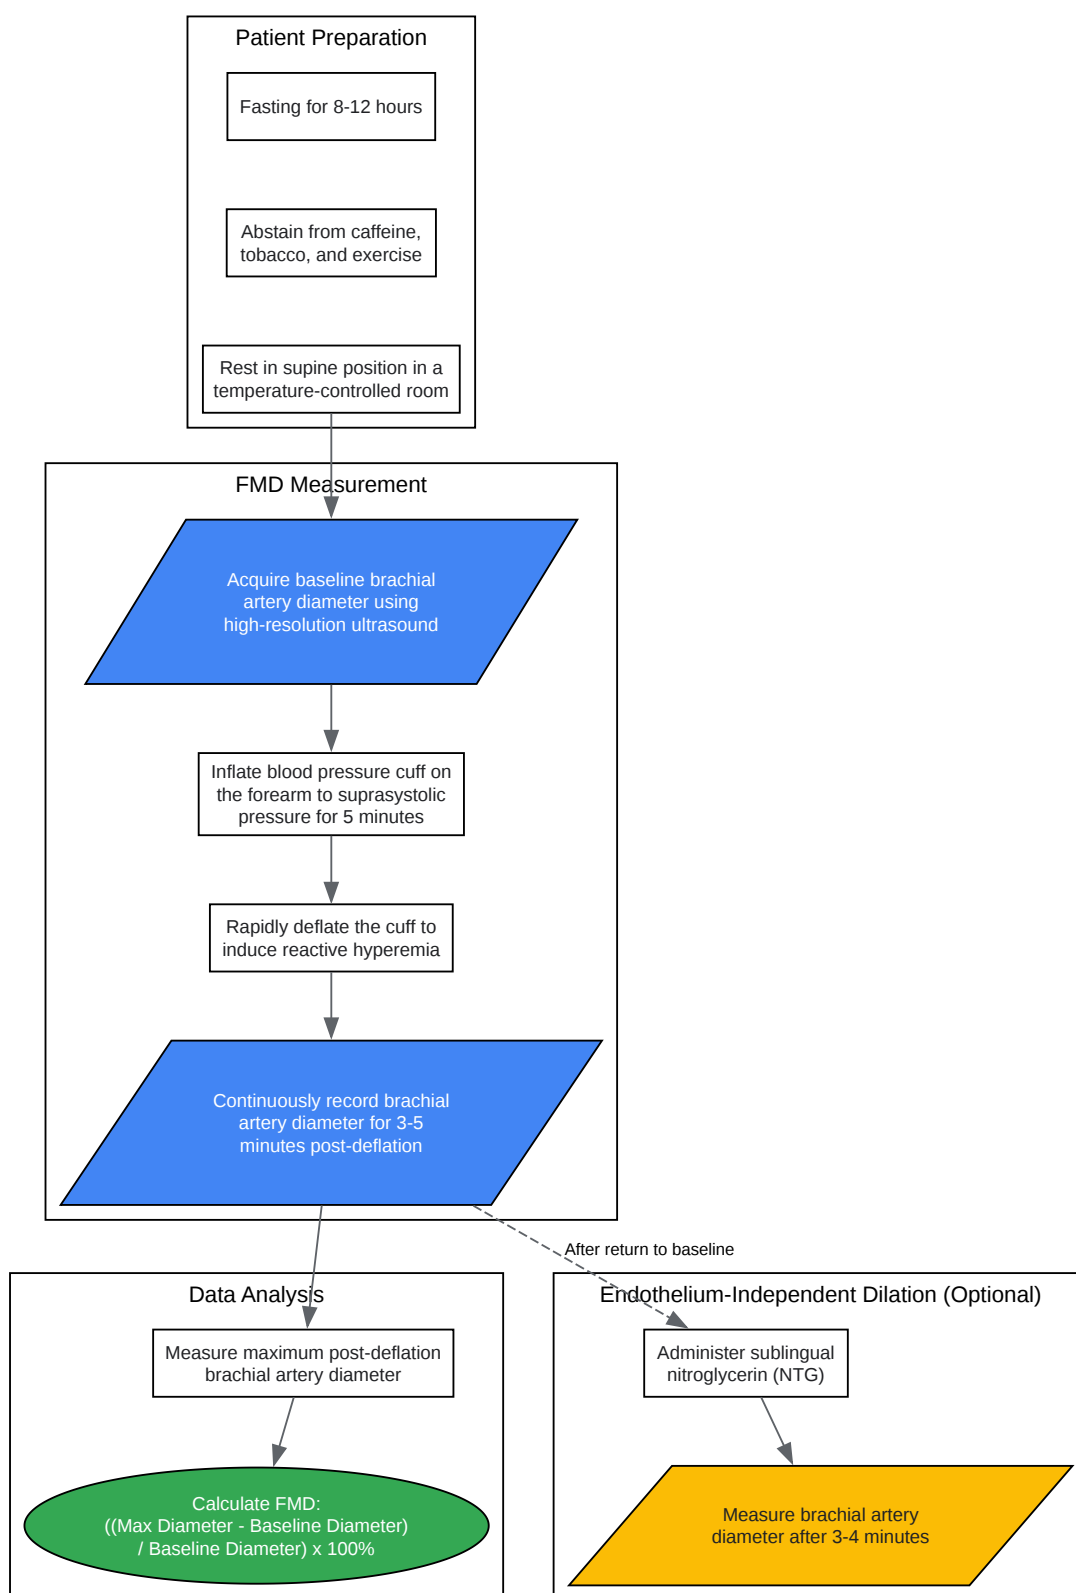 Patient Preparation
Fasting for 8-12 hours
Abstain from caffeine,
tobacco, and exercise
Rest in supine position in a
temperature-controlled room
FMD Measurement
Acquire baseline brachial
artery diameter using
high-resolution ultrasound
Inflate blood pressure cuff on
the forearm to suprasystolic
pressure for 5 minutes
Rapidly deflate the cuff to
induce reactive hyperemia
Continuously record brachial
artery diameter for 3-5
minutes post-deflation
After return to baseline
Data Analysis
Measure maximum post-deflation
brachial artery diameter
Calculate FMD:
((Max Diameter - Baseline Diameter)
/ Baseline Diameter) x 100%
Endothelium-Independent Dilation (Optional)
Administer sublingual
nitroglycerin (NTG)
Measure brachial artery
diameter after 3-4 minutes